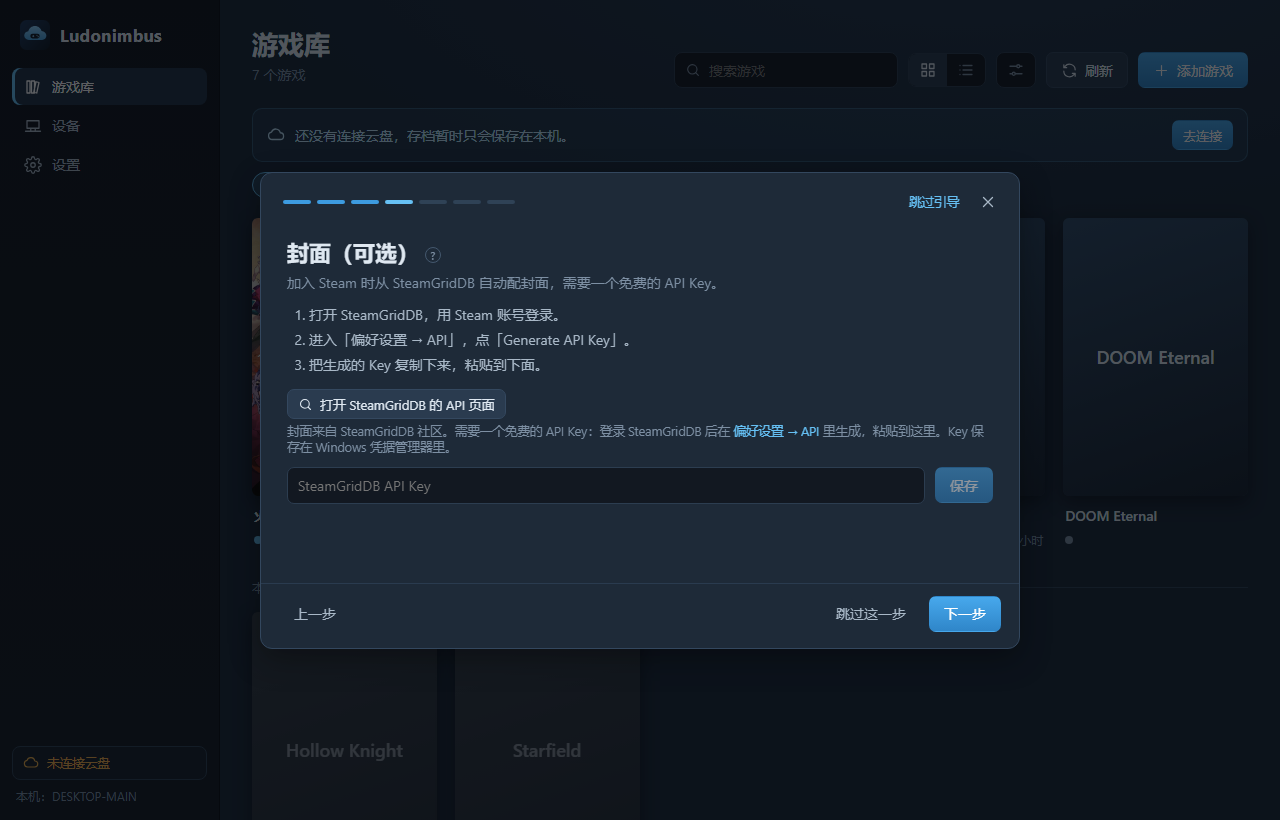 Ludonimbus
游戏库
设备
设置
未连接云盘
本机：DESKTOP-MAIN
游戏库
7 个游戏
搜索游戏
刷新
添加游戏
还没有连接云盘，存档暂时只会保存在本机。
去连接
跳过引导
封面（可选）
?
加入 Steam 时从 SteamGridDB 自动配封面，需要一个免费的 API Key。
1. 打开 SteamGridDB，用 Steam 账号登录。
2. 进入「偏好设置 → API」，点「Generate API Key」。
3. 把生成的 Key 复制下来，粘贴到下面。
打开 SteamGridDB 的 API 页面
封面来自 SteamGridDB 社区。需要一个免费的 API Key：登录 SteamGridDB 后在 偏好设置 → API 里生成，粘贴到这里。Key 保
存在 Windows 凭据管理器里。
SteamGridDB API Key
保存
上一步
跳过这一步
下一步
DOOM Eternal
DOOM Eternal
小时
Hollow Knight
Starfield